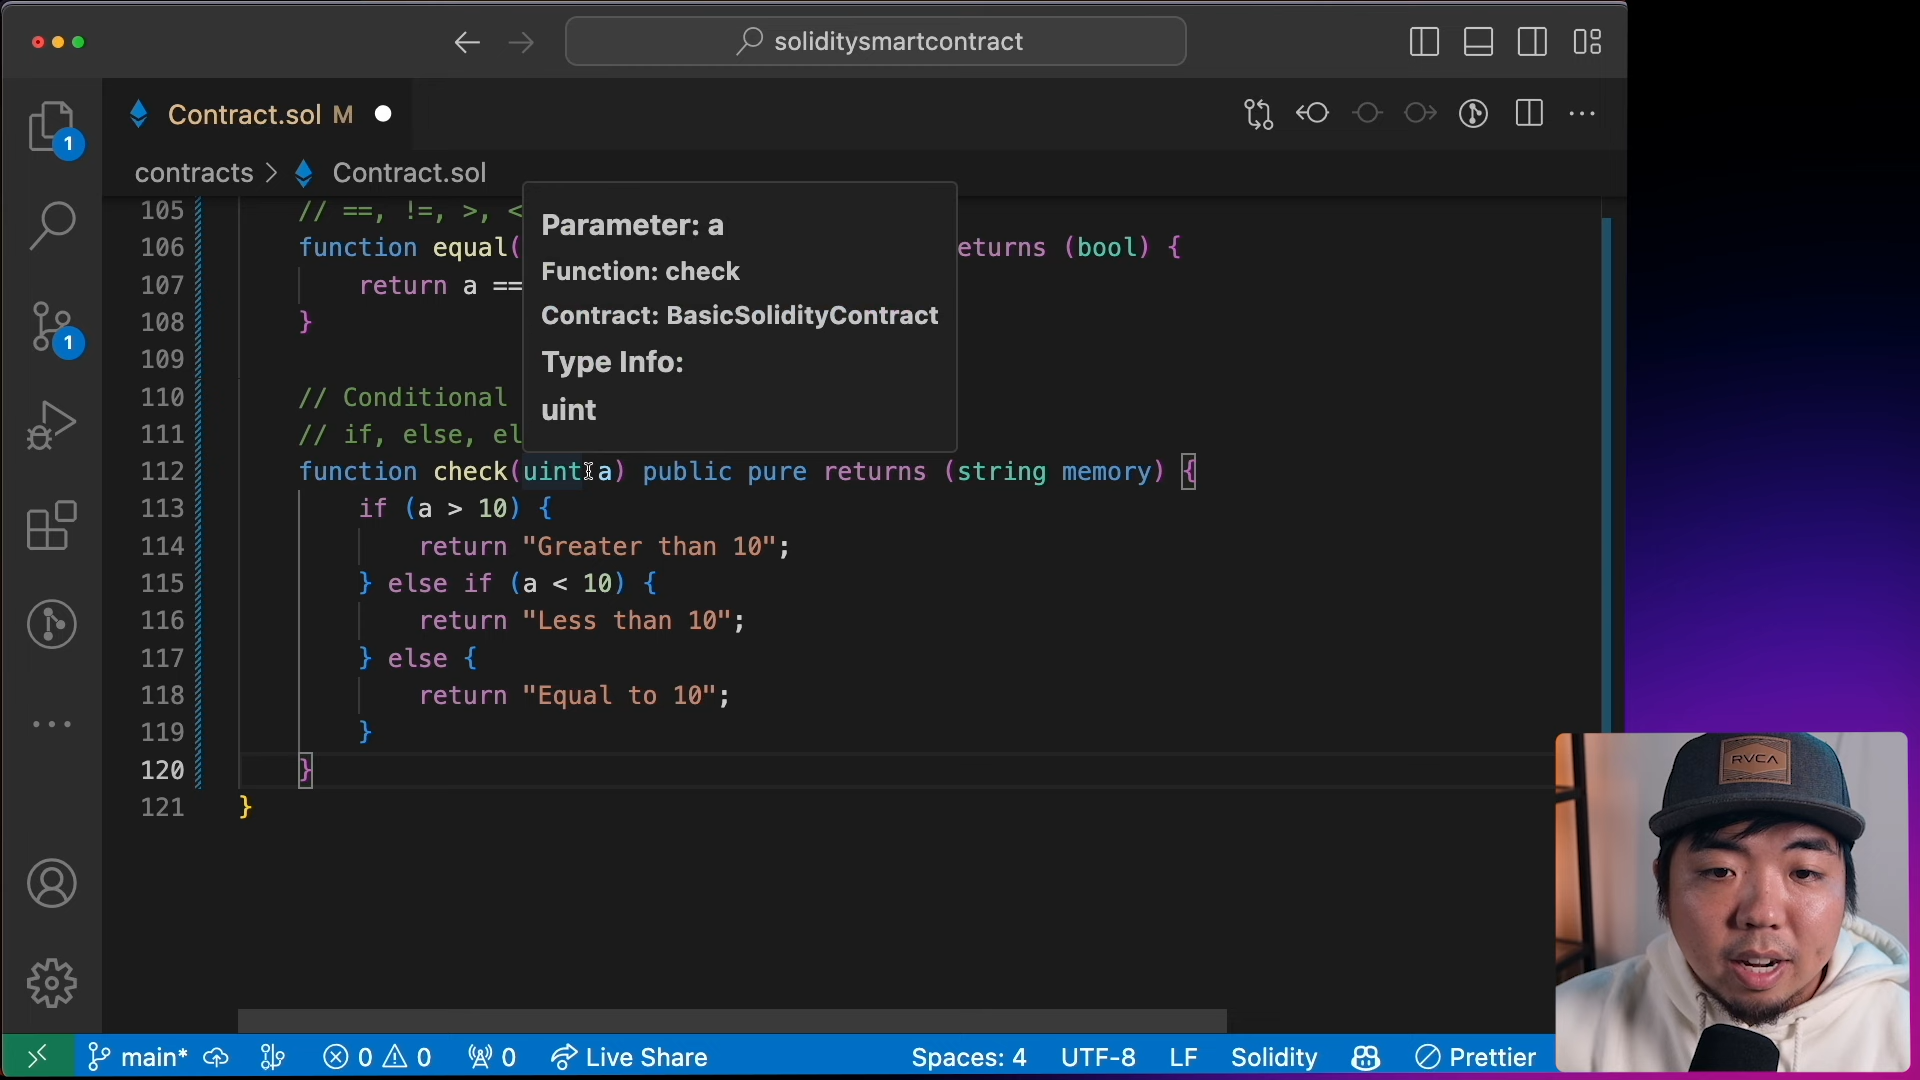 soliditysmartcontract
Contract.sol M
1
contracts > Contract.sol
105 // ==, !=, >, <
106 function equal( eturns (bool) {
107 return a ==
108 }
109
110 // Conditional
111 // if, else, el
112 function check(uint a) public pure returns (string memory) {
113 if (a > 10) {
114 return "Greater than 10";
115 } else if (a < 10) {
116 return "Less than 10";
117 } else {
118 return "Equal to 10";
119 }
120 }
121 }
Parameter: a
Function: check
Contract: BasicSolidityContract
Type Info:
uint
1
RVCA
main* 0 0 0 Live Share Spaces: 4 UTF-8 LF Solidity Prettier